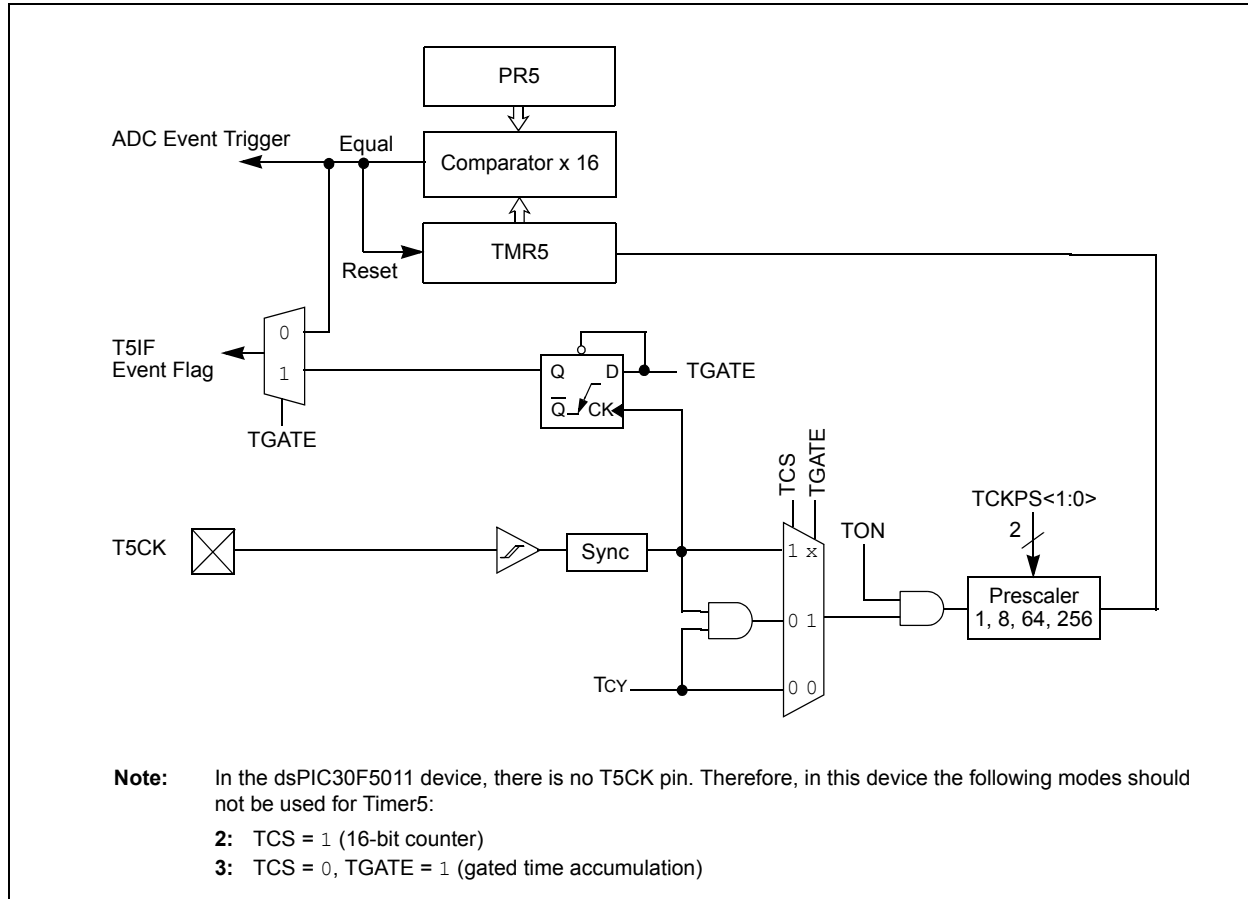 PR5
ADC Event Trigger
Equal
Comparator x 16
TMR5
Reset
0
1
T5IF
Event Flag
TGATE
Q
D
Q̅
CK
TGATE
TCS
TGATE
TCKPS<1:0>
2
TON
T5CK
Sync
1 x
0 1
0 0
Prescaler
1, 8, 64, 256
TCY
Note: In the dsPIC30F5011 device, there is no T5CK pin. Therefore, in this device the following modes should
not be used for Timer5:
2: TCS = 1 (16-bit counter)
3: TCS = 0, TGATE = 1 (gated time accumulation)